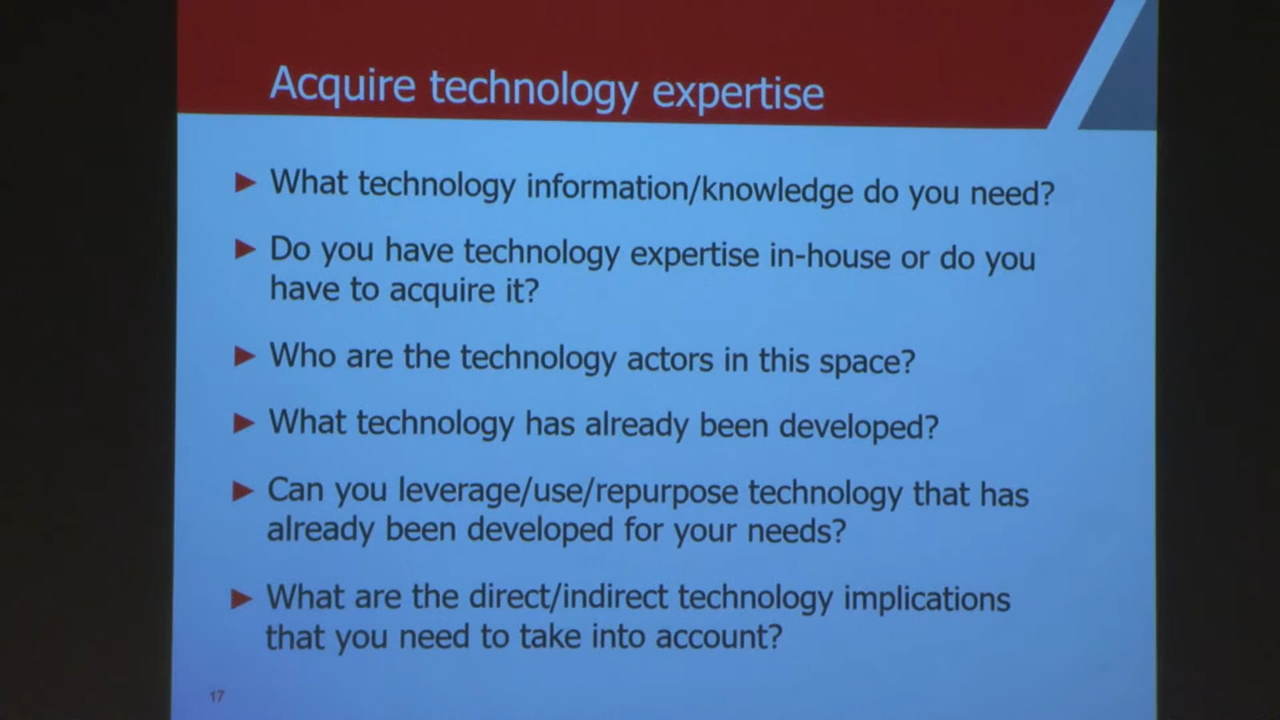 Acquire technology expertise
► What technology information/knowledge do you need?
► Do you have technology expertise in-house or do you
have to acquire it?
► Who are the technology actors in this space?
► What technology has already been developed?
► Can you leverage/use/repurpose technology that has
already been developed for your needs?
► What are the direct/indirect technology implications
that you need to take into account?
17